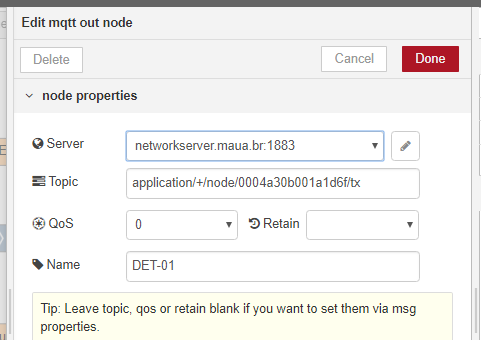 Edit mqtt out node
Delete
Cancel
Done
node properties
Server
networkserver.maua.br:1883
Topic
application/+/node/0004a30b001a1d6f/tx
QoS
0
Retain
Name
DET-01
Tip: Leave topic, qos or retain blank if you want to set them via msg
properties.